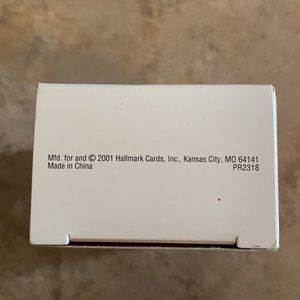 Mfd. for and © 2001 Hallmark Cards, Inc., Kansas City, MO 64141
Made in China PR2318